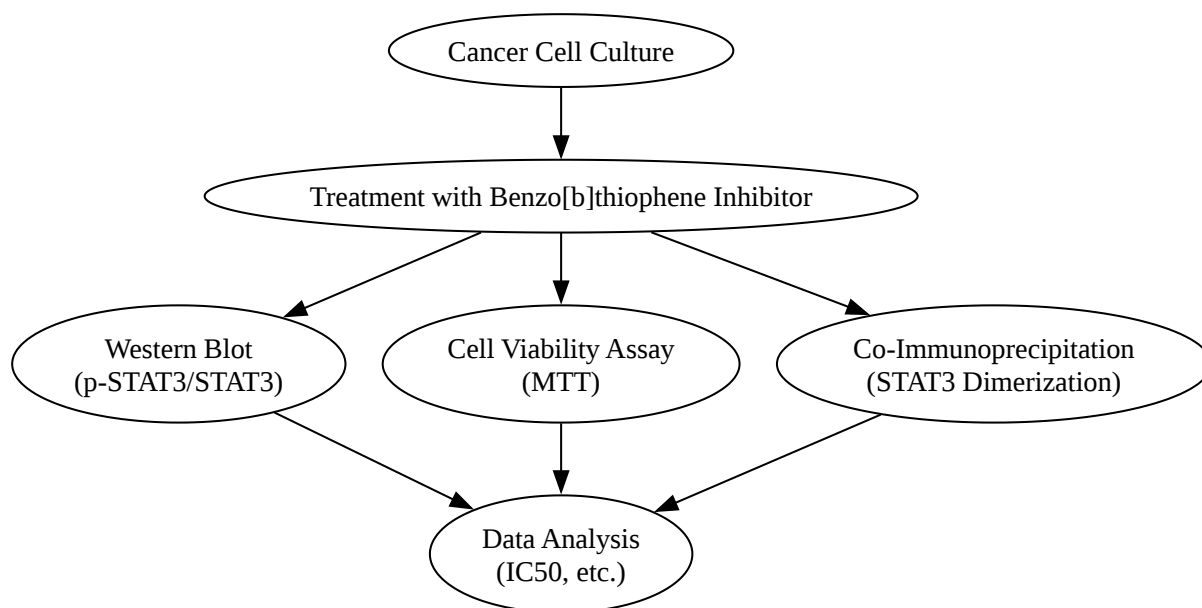 Cancer Cell Culture
Treatment with Benzo[b]thiophene Inhibitor
Western Blot
(p-STAT3/STAT3)
Cell Viability Assay
(MTT)
Co-Immunoprecipitation
(STAT3 Dimerization)
Data Analysis
(IC50, etc.)